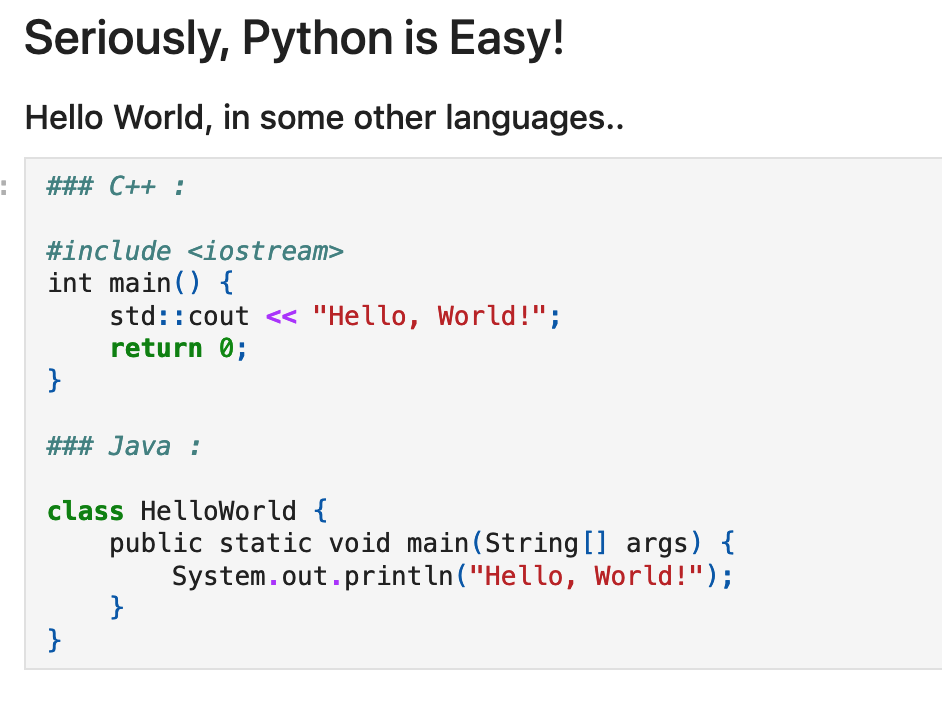 Seriously, Python is Easy!
Hello World, in some other languages..
:
### C++ :
#include <iostream>
int main() {
    std::cout << "Hello, World!";
    return 0;
}
### Java :
class HelloWorld {
    public static void main(String[] args) {
        System.out.println("Hello, World!");
    }
}